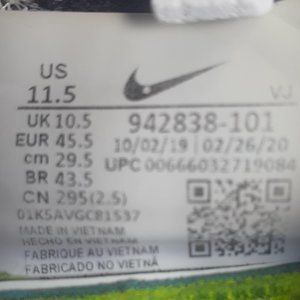 US
11.5
VJ
UK 10.5
942838-101
EUR 45.5
10/02/19 02/26/20
cm 29.5
UPC 00666032719084
BR 43.5
CN 295(2.5)
01K5AVGCB1537
MADE IN VIETNAM
HECHO EN VIETNAM
FABRIQUE AU VIETNAM
FABRICADO NO VIETNÃ